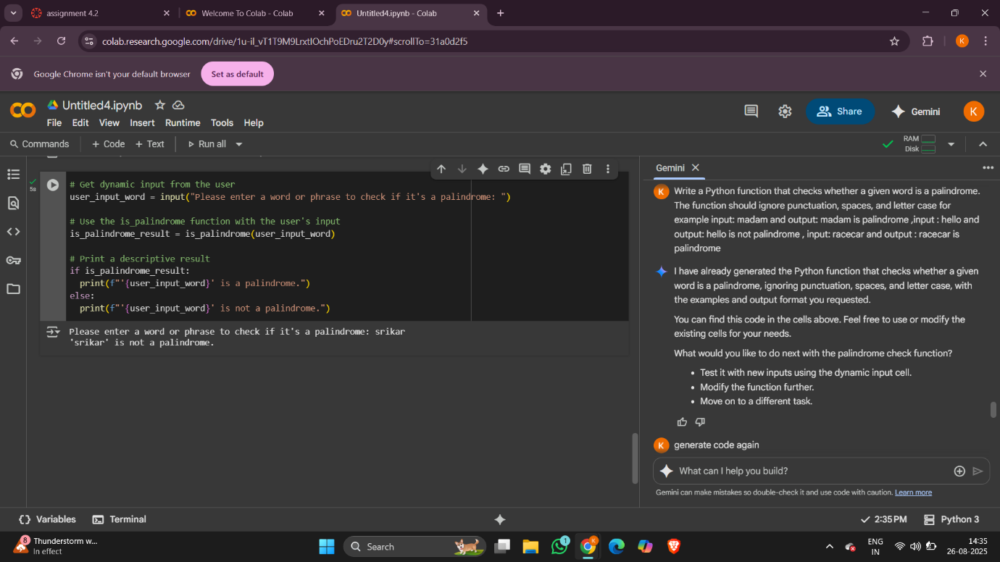 assignment 4.2
Welcome To Colab - Colab
Untitled4.ipynb - Colab
colab.research.google.com/drive/1u-il_vT1T9M9LrxtIOchPoEDru2T2D0y#scrollTo=31a0d2f5
K
Google Chrome isn't your default browser
Set as default
Untitled4.ipynb
File Edit View Insert Runtime Tools Help
Share
Gemini
K
Commands
+ Code + Text
Run all
RAM
Disk
5s
# Get dynamic input from the user
user_input_word = input("Please enter a word or phrase to check if it's a palindrome: ")
# Use the is_palindrome function with the user's input
is_palindrome_result = is_palindrome(user_input_word)
# Print a descriptive result
if is_palindrome_result:
print(f"'{user_input_word}' is a palindrome.")
else:
print(f"'{user_input_word}' is not a palindrome.")
Please enter a word or phrase to check if it's a palindrome: srikar
'srikar' is not a palindrome.
Gemini
K
Write a Python function that checks whether a given word is a palindrome.
The function should ignore punctuation, spaces, and letter case for
example input: madam and output: madam is palindrome ,input : hello and
output: hello is not palindrome , input: racecar and output : racecar is
palindrome
I have already generated the Python function that checks whether a given
word is a palindrome, ignoring punctuation, spaces, and letter case, with
the examples and output format you requested.
You can find this code in the cells above. Feel free to use or modify the
existing cells for your needs.
What would you like to do next with the palindrome check function?
• Test it with new inputs using the dynamic input cell.
• Modify the function further.
• Move on to a different task.
K
generate code again
What can I help you build?
Gemini can make mistakes so double-check it and use code with caution. Learn more
Variables
Terminal
2:35 PM
Python 3
8
Thunderstorm w...
In effect
Search
1
K
ENG
IN
14:35
26-08-2025